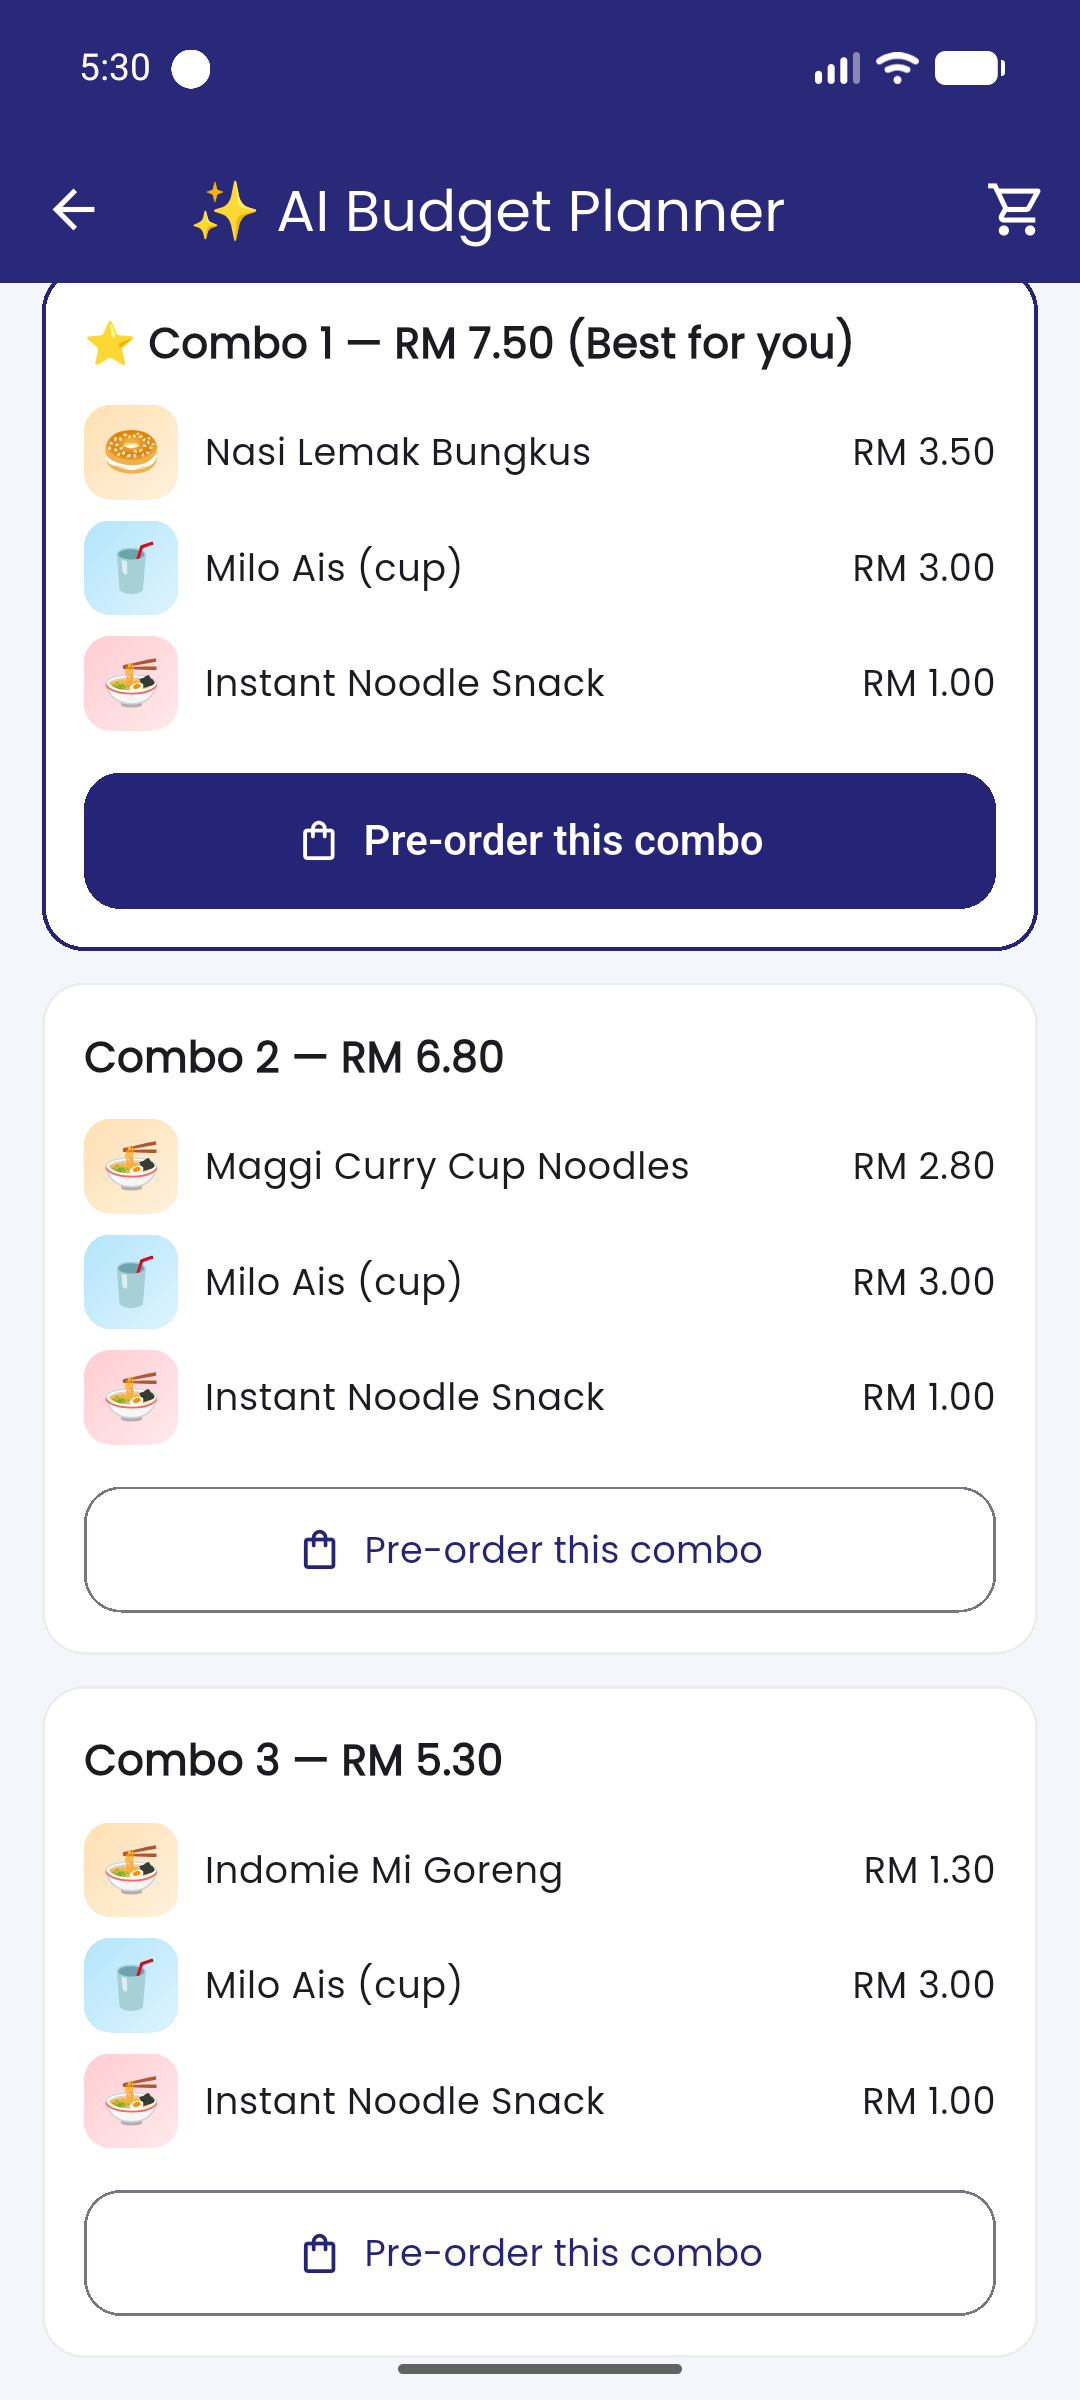 5:30
✨ AI Budget Planner
⭐ Combo 1 — RM 7.50 (Best for you)
Nasi Lemak Bungkus RM 3.50
Milo Ais (cup) RM 3.00
Instant Noodle Snack RM 1.00
Pre-order this combo
Combo 2 — RM 6.80
Maggi Curry Cup Noodles RM 2.80
Milo Ais (cup) RM 3.00
Instant Noodle Snack RM 1.00
Pre-order this combo
Combo 3 — RM 5.30
Indomie Mi Goreng RM 1.30
Milo Ais (cup) RM 3.00
Instant Noodle Snack RM 1.00
Pre-order this combo